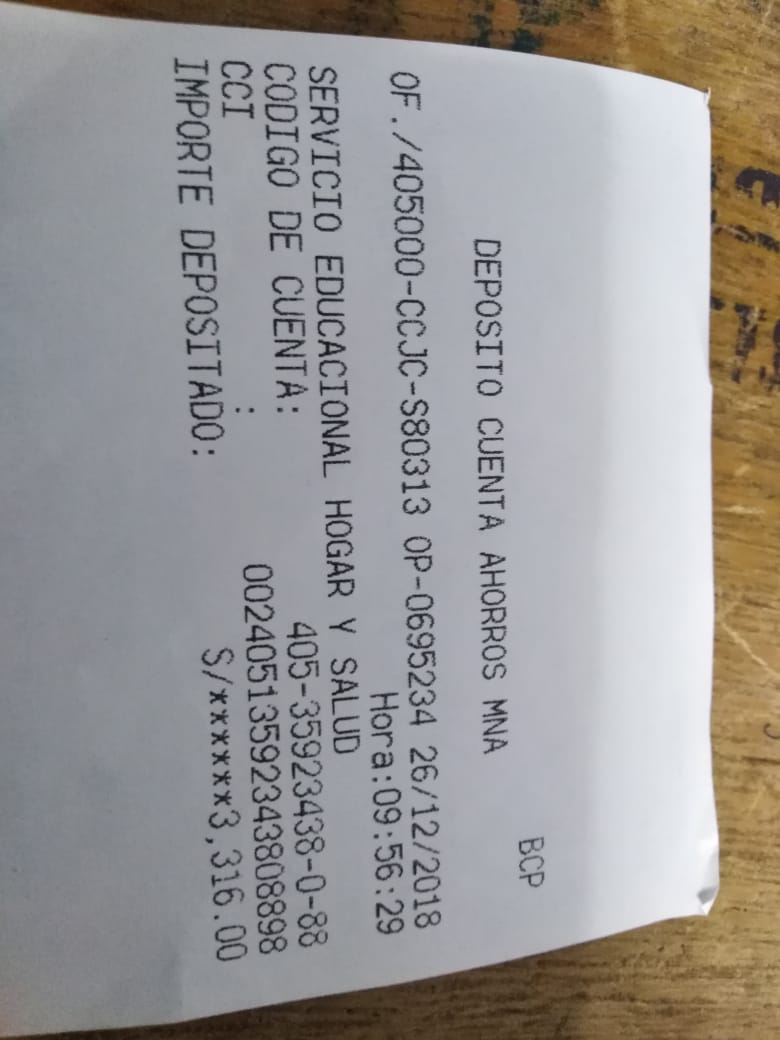 BCP
DEPOSITO CUENTA AHORROS MNA
OF./405000-CCJC-S80313 OP-0695234 26/12/2018
Hora:09:56:29
SERVICIO EDUCACIONAL HOGAR Y SALUD
CODIGO DE CUENTA: 405-35923438-0-88
CCI : 00240513592343808898
IMPORTE DEPOSITADO: S/*******3,316.00